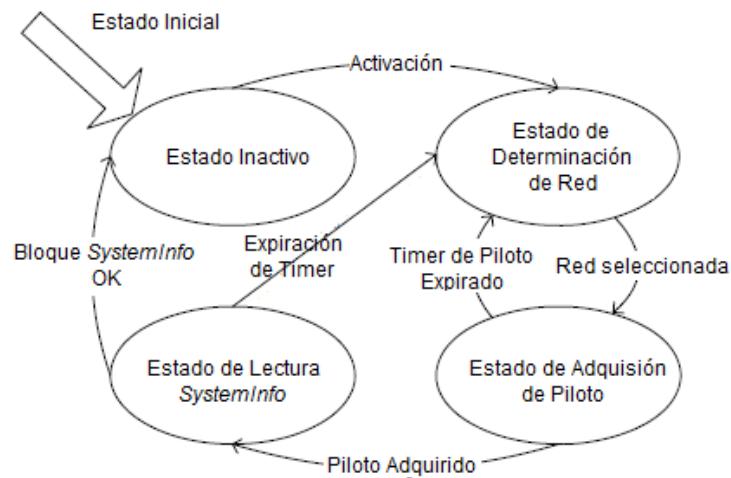 Estado Inicial
Activación
Estado Inactivo
Estado de
Determinación
de Red
Bloque SystemInfo
OK
Expiración
de Timer
Timer de Piloto
Expirado
Red seleccionada
Estado de Lectura
SystemInfo
Estado de Adquisión
de Piloto
Piloto Adquirido